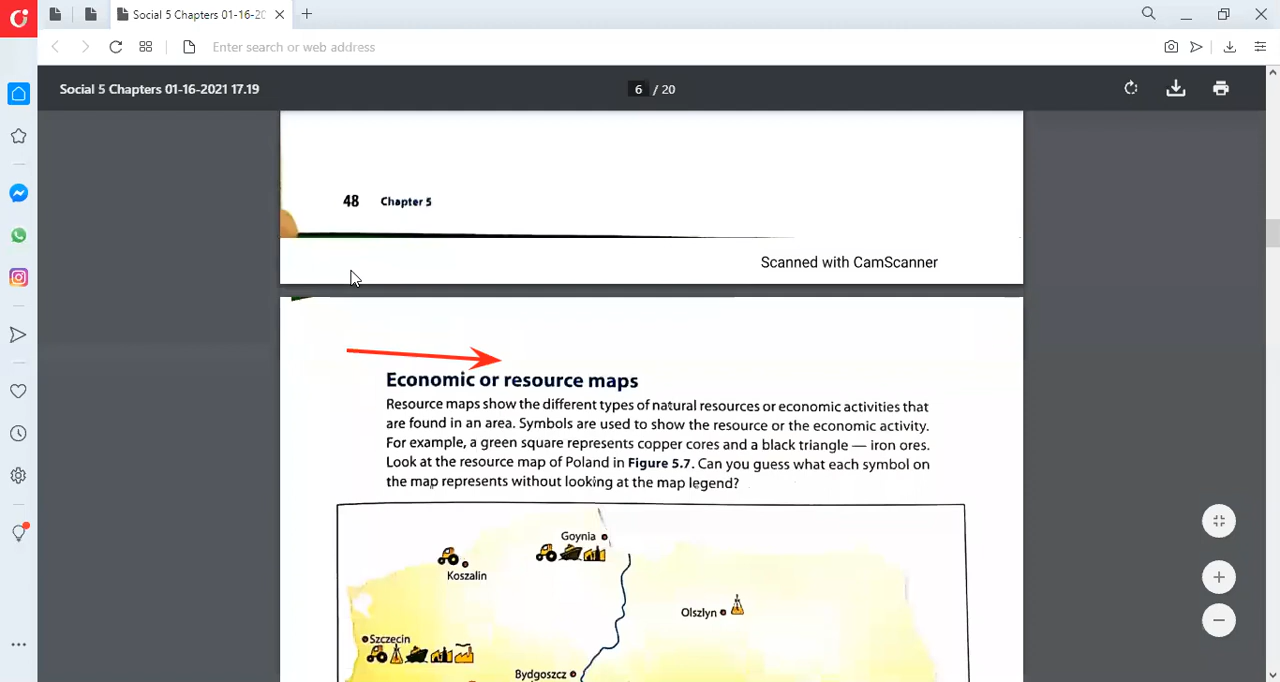 Social 5 Chapters 01-16-20
Enter search or web address
Social 5 Chapters 01-16-2021 17.19
6 / 20
48 Chapter 5
Scanned with CamScanner
Economic or resource maps
Resource maps show the different types of natural resources or economic activities that
are found in an area. Symbols are used to show the resource or the economic activity.
For example, a green square represents copper cores and a black triangle — iron ores.
Look at the resource map of Poland in Figure 5.7. Can you guess what each symbol on
the map represents without looking at the map legend?
Goynia
Koszalin
Olszlyn
Szczecin
Bydgoszcz